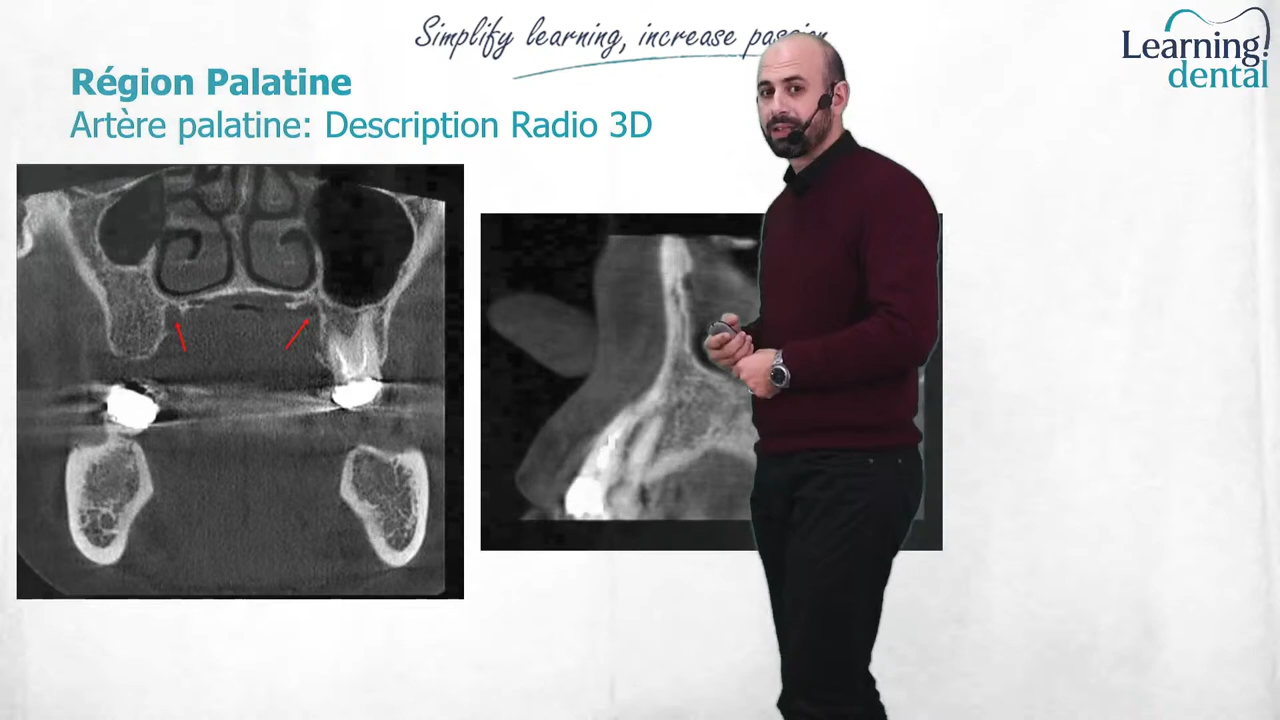 Simplify learning, increase
Learning!
dental
Région Palatine
Artère palatine: Description Radio 3D